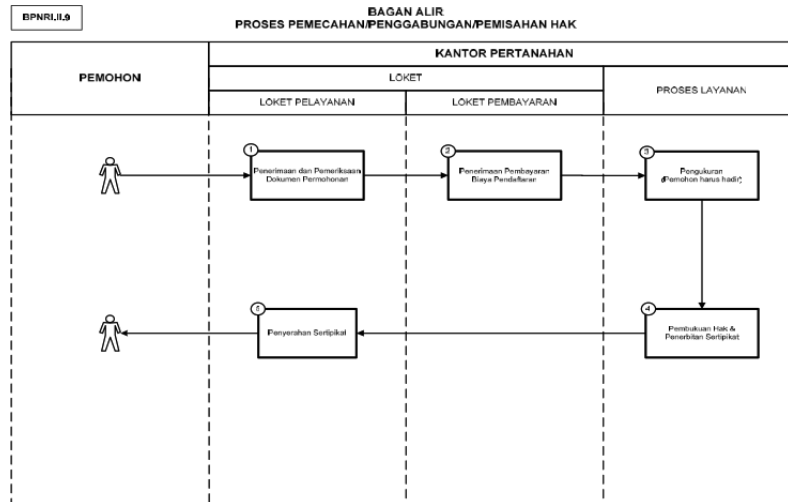 BPNRI.II.9
BAGAN ALIR
PROSES PEMECAHAN/PENGGABUNGAN/PEMISAHAN HAK
KANTOR PERTANAHAN
PEMOHON
LOKET
PROSES LAYANAN
LOKET PELAYANAN
LOKET PEMBAYARAN
1
Penerimaan dan Pemeriksaan
Dokumen Permohonan
2
Penerimaan Pembayaran
Biaya Pendaftaran
3
Pengukuran
(Pemohon harus hadir)
4
Pembukuan Hak &
Penerbitan Sertipikat
5
Penyerahan Sertipikat